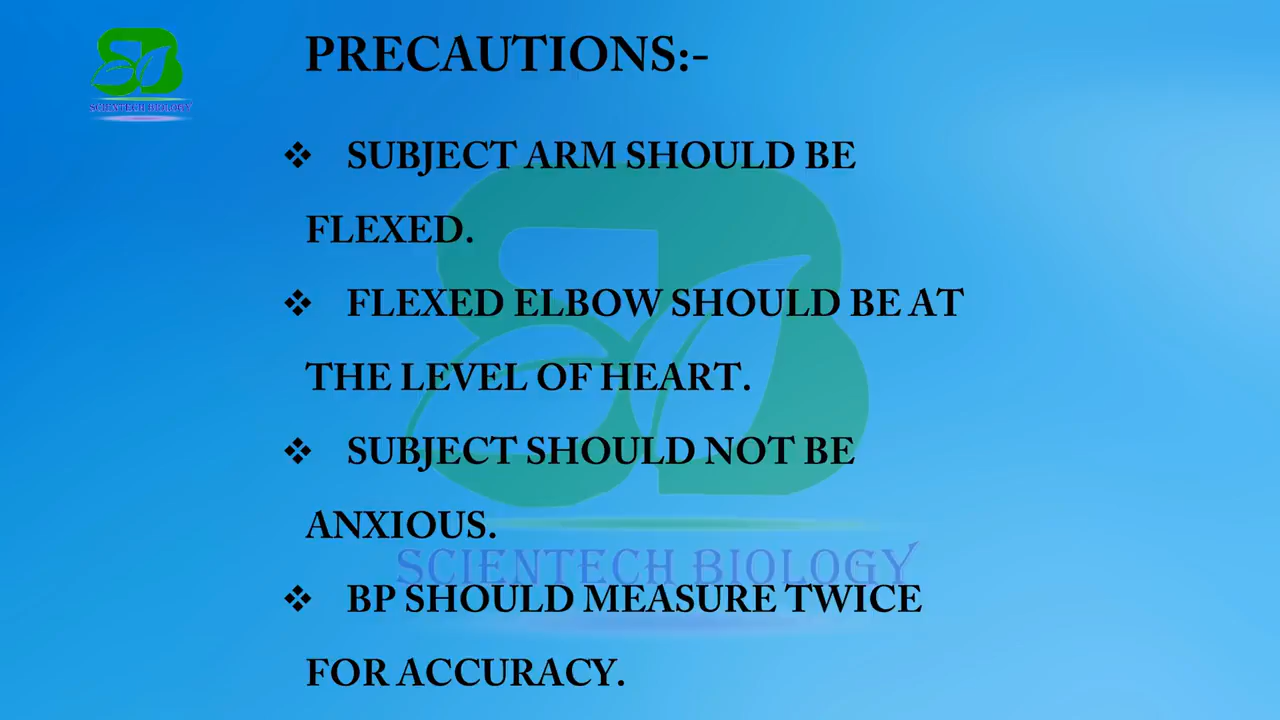 PRECAUTIONS:-
SCIENTECH BIOLOGY
❖ SUBJECT ARM SHOULD BE
FLEXED.
❖ FLEXED ELBOW SHOULD BE AT
THE LEVEL OF HEART.
❖ SUBJECT SHOULD NOT BE
ANXIOUS.
SCIENTECH BIOLOGY
❖ BP SHOULD MEASURE TWICE
FOR ACCURACY.